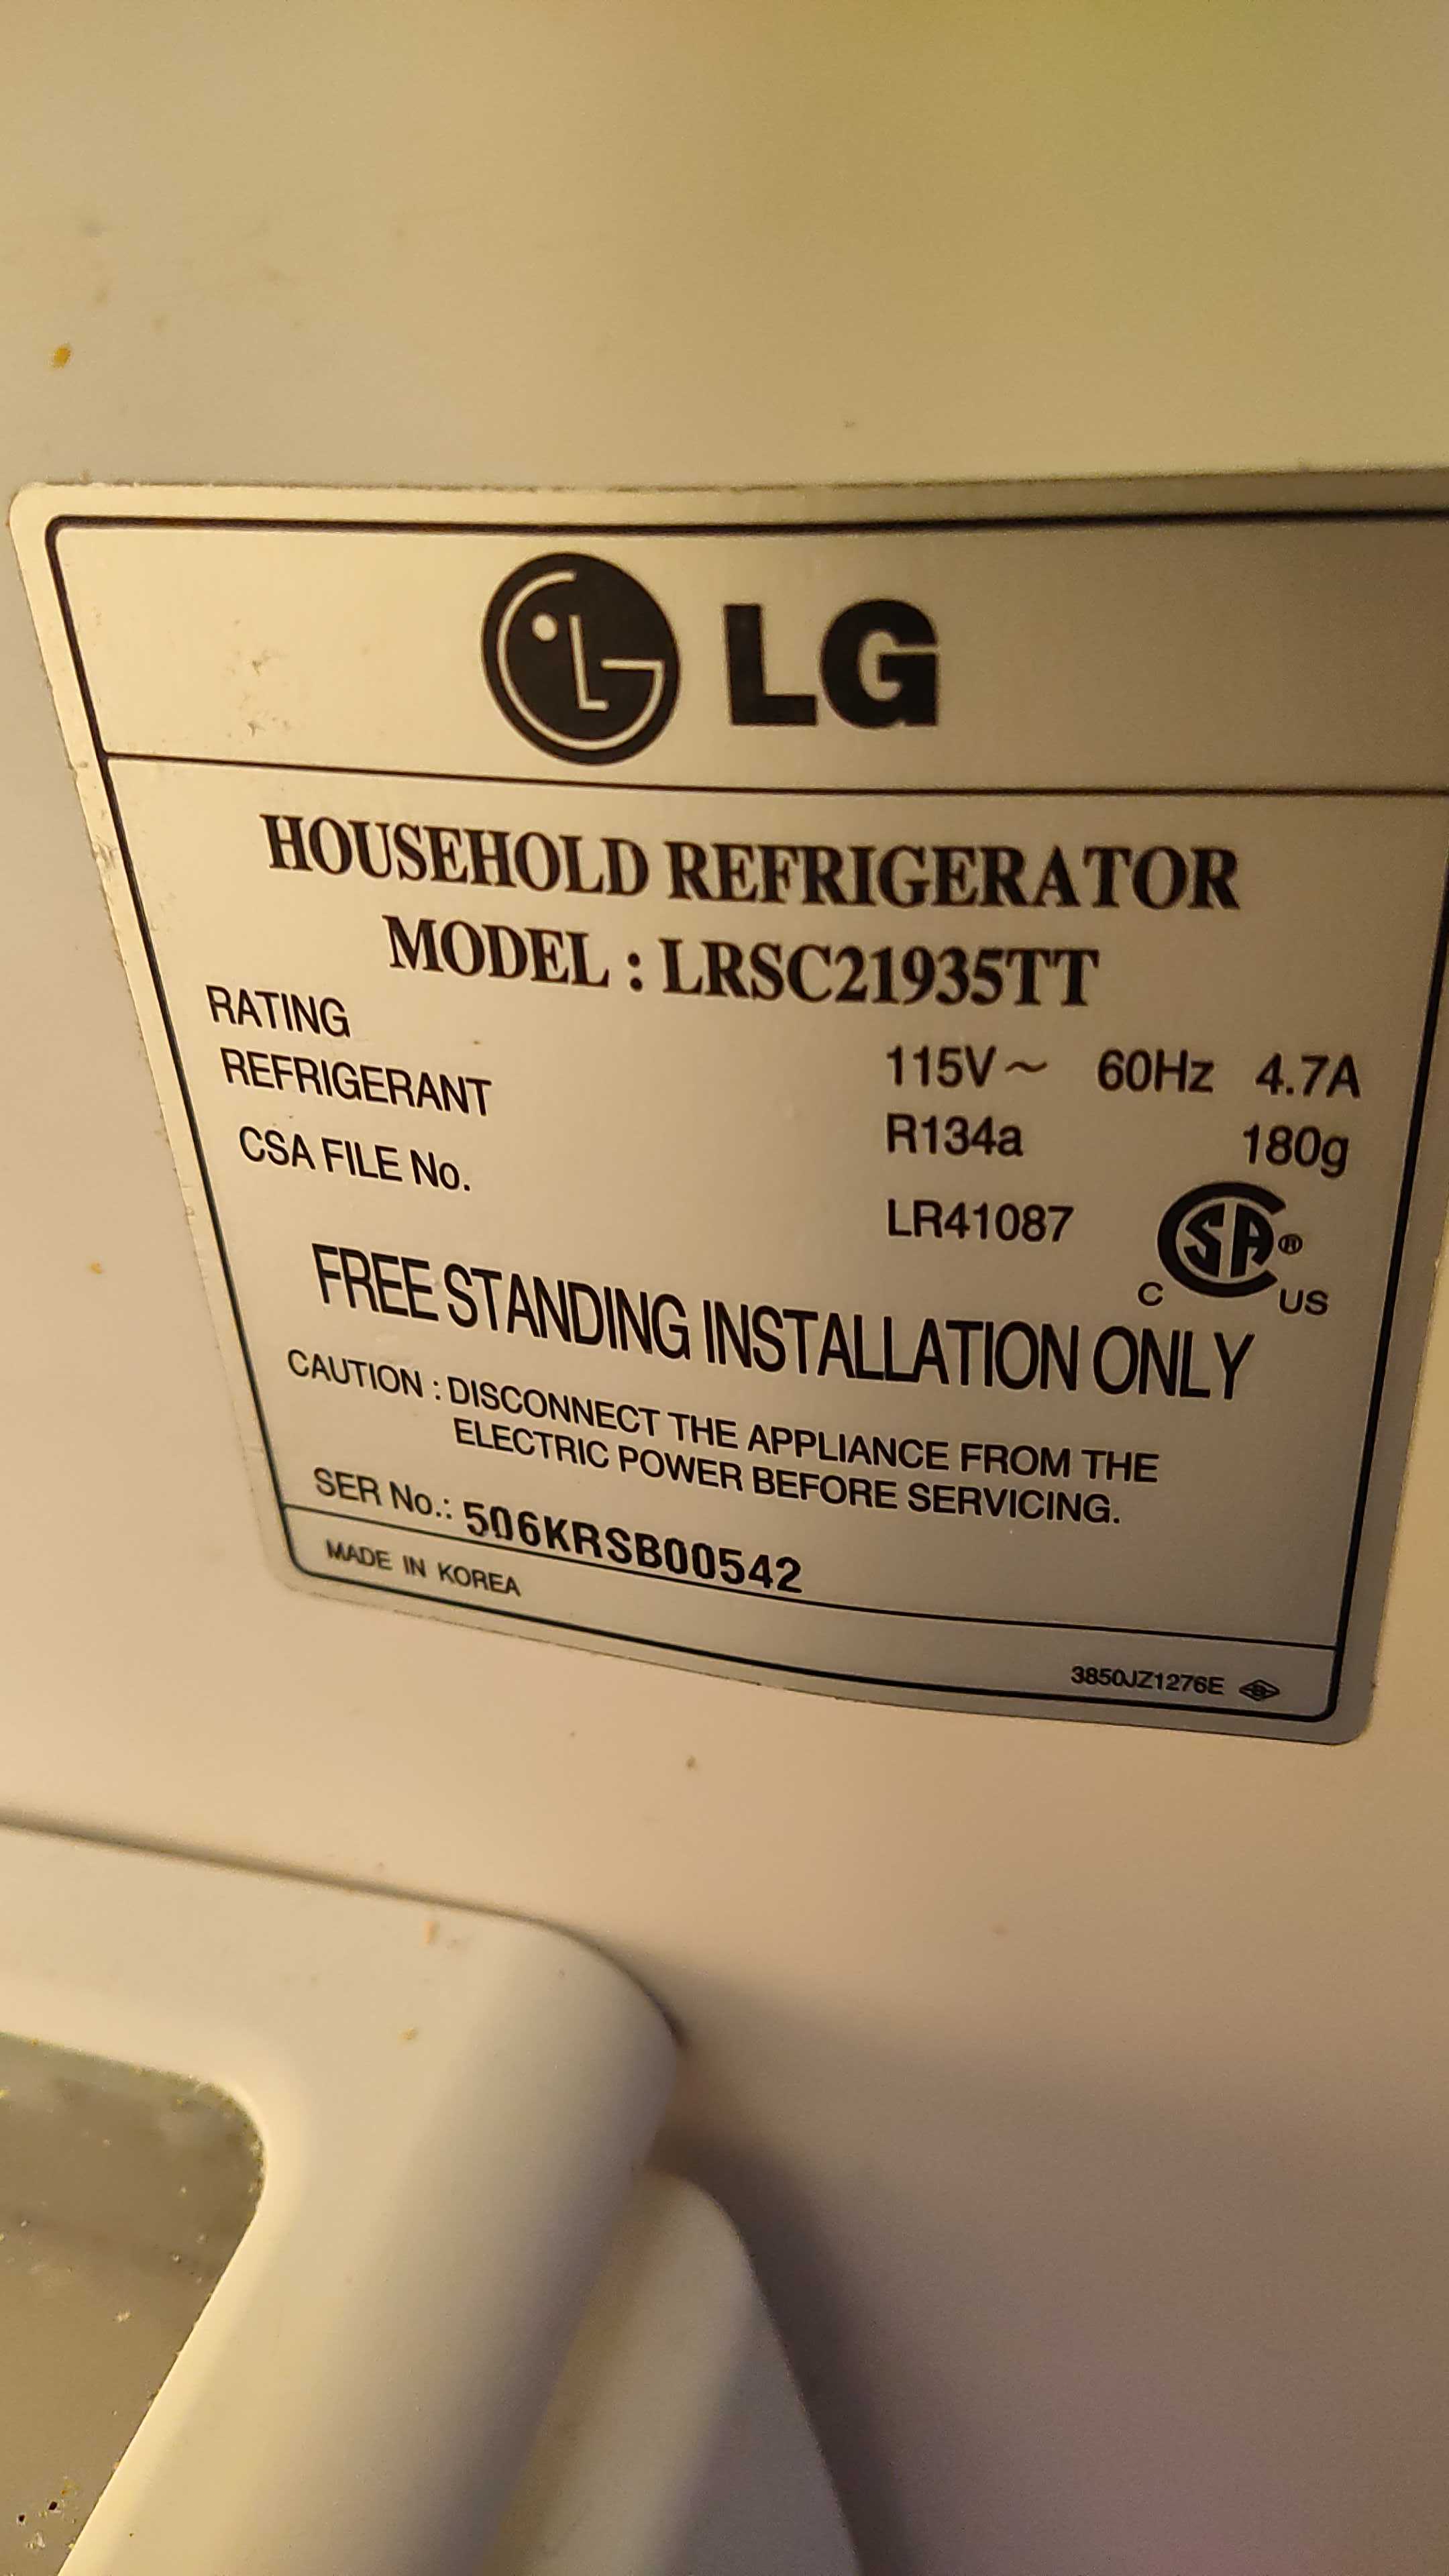 LG
HOUSEHOLD REFRIGERATOR
MODEL : LRSC21935TT
RATING 115V~ 60Hz 4.7A
REFRIGERANT R134a 180g
CSA FILE No. LR41087
CSA®
C US
FREE STANDING INSTALLATION ONLY
CAUTION : DISCONNECT THE APPLIANCE FROM THE
ELECTRIC POWER BEFORE SERVICING.
SER No.: 506KRSB00542
MADE IN KOREA
3850JZ1276E